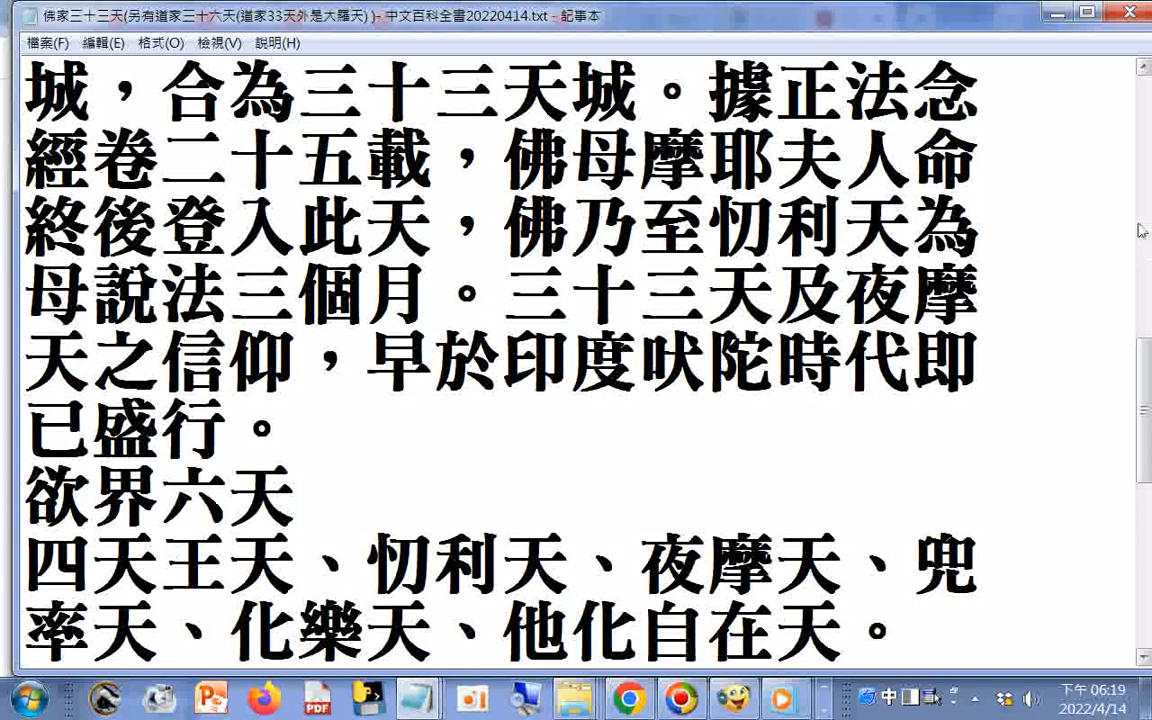 佛家三十三天(另有道家三十六天(道家33天外是大羅天) )- 中文百科全書20220414.txt - 記事本
檔案(F) 編輯(E) 格式(O) 檢視(V) 說明(H)
城，合為三十三天城。據正法念
經卷二十五載，佛母摩耶夫人命
終後登入此天，佛乃至忉利天為
母說法三個月。三十三天及夜摩
天之信仰，早於印度吠陀時代即
已盛行。
欲界六天
四天王天、忉利天、夜摩天、兜
率天、化樂天、他化自在天。
PDF
中
下午 06:19
2022/4/14